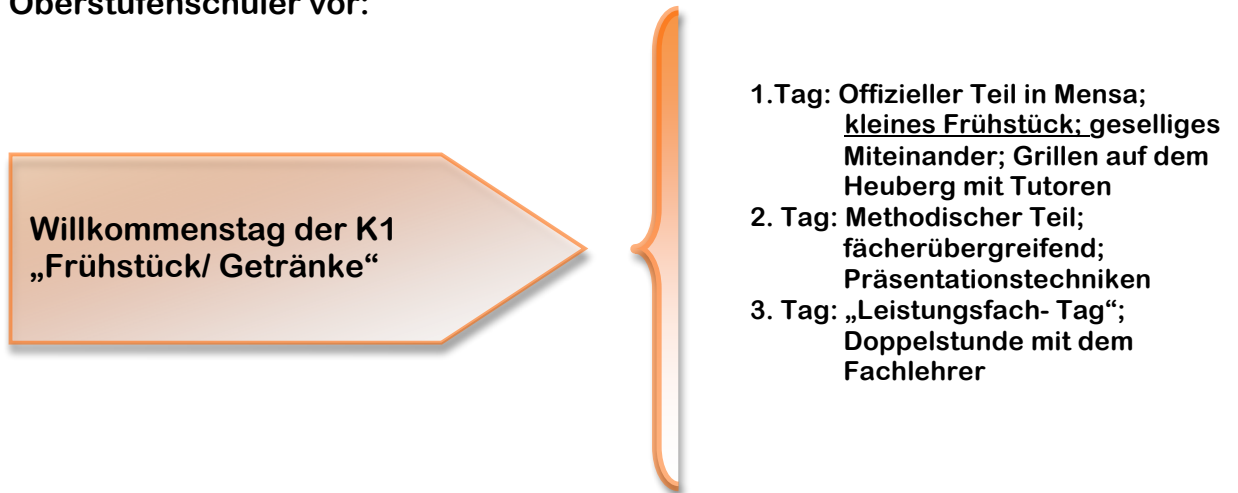 Oberstufenschüler vor:
Willkommenstag der K1
„Frühstück/ Getränke“
1.Tag: Offizieller Teil in Mensa;
kleines Frühstück; geselliges
Miteinander; Grillen auf dem
Heuberg mit Tutoren
2. Tag: Methodischer Teil;
fächerübergreifend;
Präsentationstechniken
3. Tag: „Leistungsfach- Tag“;
Doppelstunde mit dem
Fachlehrer